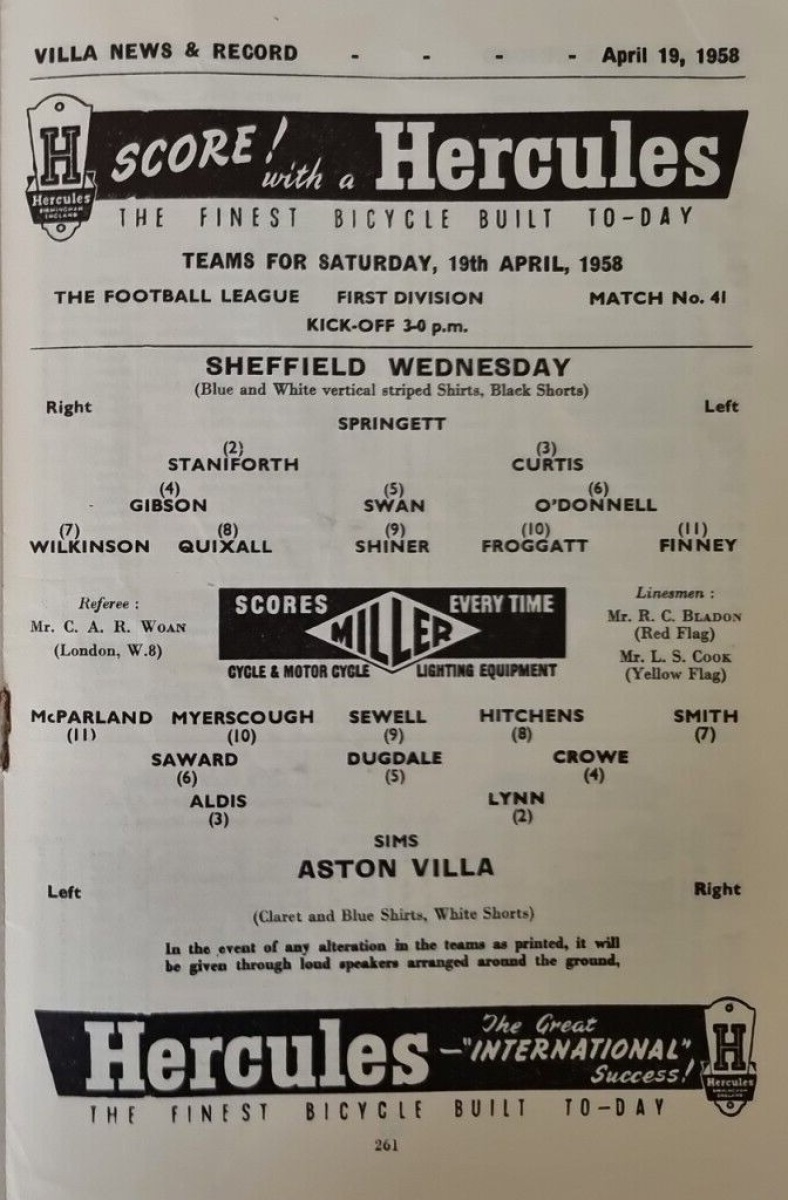 VILLA NEWS & RECORD - - - - April 19, 1958
H
Hercules
BIRMINGHAM
ENGLAND
SCORE! with a Hercules
THE FINEST BICYCLE BUILT TO-DAY
TEAMS FOR SATURDAY, 19th APRIL, 1958
THE FOOTBALL LEAGUE FIRST DIVISION MATCH No. 41
KICK-OFF 3-0 p.m.
SHEFFIELD WEDNESDAY
(Blue and White vertical striped Shirts, Black Shorts)
Right Left
SPRINGETT
(2) (3)
STANIFORTH CURTIS
(4) (5) (6)
GIBSON SWAN O'DONNELL
(7) (8) (9) (10) (11)
WILKINSON QUIXALL SHINER FROGGATT FINNEY
Referee :
Mr. C. A. R. WOAN
(London, W.8)
SCORES EVERY TIME
MILLER
CYCLE & MOTOR CYCLE LIGHTING EQUIPMENT
Linesmen :
Mr. R. C. BLADON
(Red Flag)
Mr. L. S. COOK
(Yellow Flag)
McPARLAND MYERSCOUGH SEWELL HITCHENS SMITH
(11) (10) (9) (8) (7)
SAWARD DUGDALE CROWE
(6) (5) (4)
ALDIS LYNN
(3) (2)
SIMS
ASTON VILLA
Left Right
(Claret and Blue Shirts, White Shorts)
In the event of any alteration in the teams as printed, it will
be given through loud speakers arranged around the ground,
Hercules
The Great
—"INTERNATIONAL"
Success!
H
Hercules
BIRMINGHAM
ENGLAND
THE FINEST BICYCLE BUILT TO-DAY
261